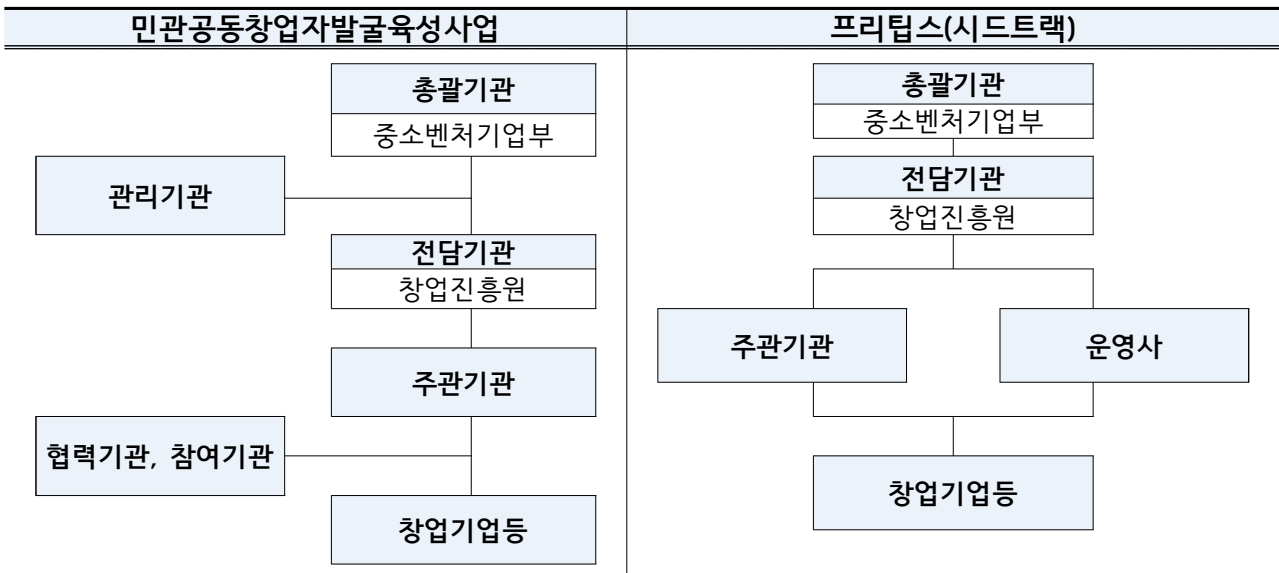 민관공동창업자발굴육성사업
총괄기관
중소벤처기업부
관리기관
전담기관
창업진흥원
주관기관
협력기관, 참여기관
창업기업등
프리팁스(시드트랙)
총괄기관
중소벤처기업부
전담기관
창업진흥원
주관기관
운영사
창업기업등